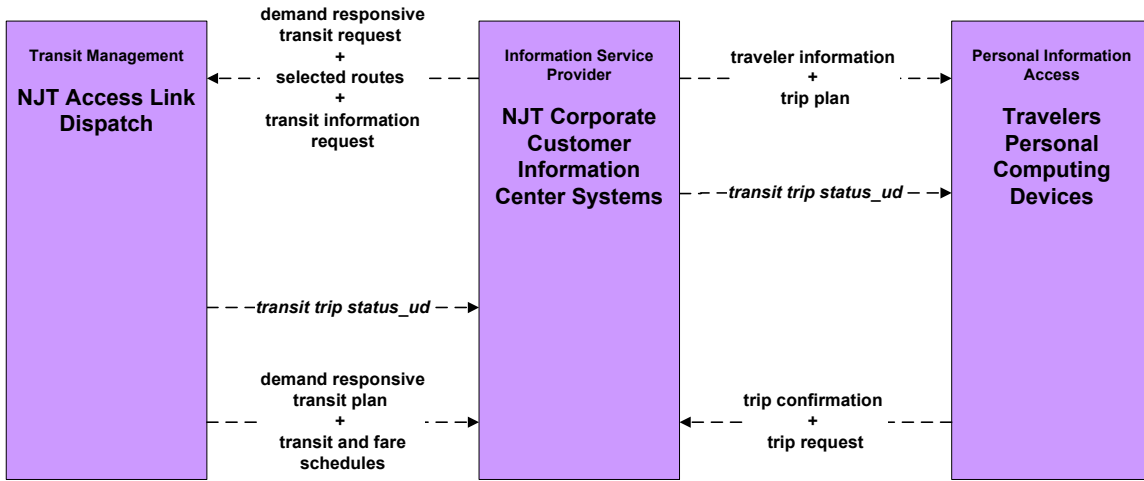 Transit Management
NJT Access Link
Dispatch
demand responsive
transit request
+
selected routes
+
transit information
request
Information Service
Provider
NJT Corporate
Customer
Information
Center Systems
traveler information
+
trip plan
Personal Information
Access
Travelers
Personal
Computing
Devices
transit trip status_ud
transit trip status_ud
demand responsive
transit plan
+
transit and fare
schedules
trip confirmation
+
trip request